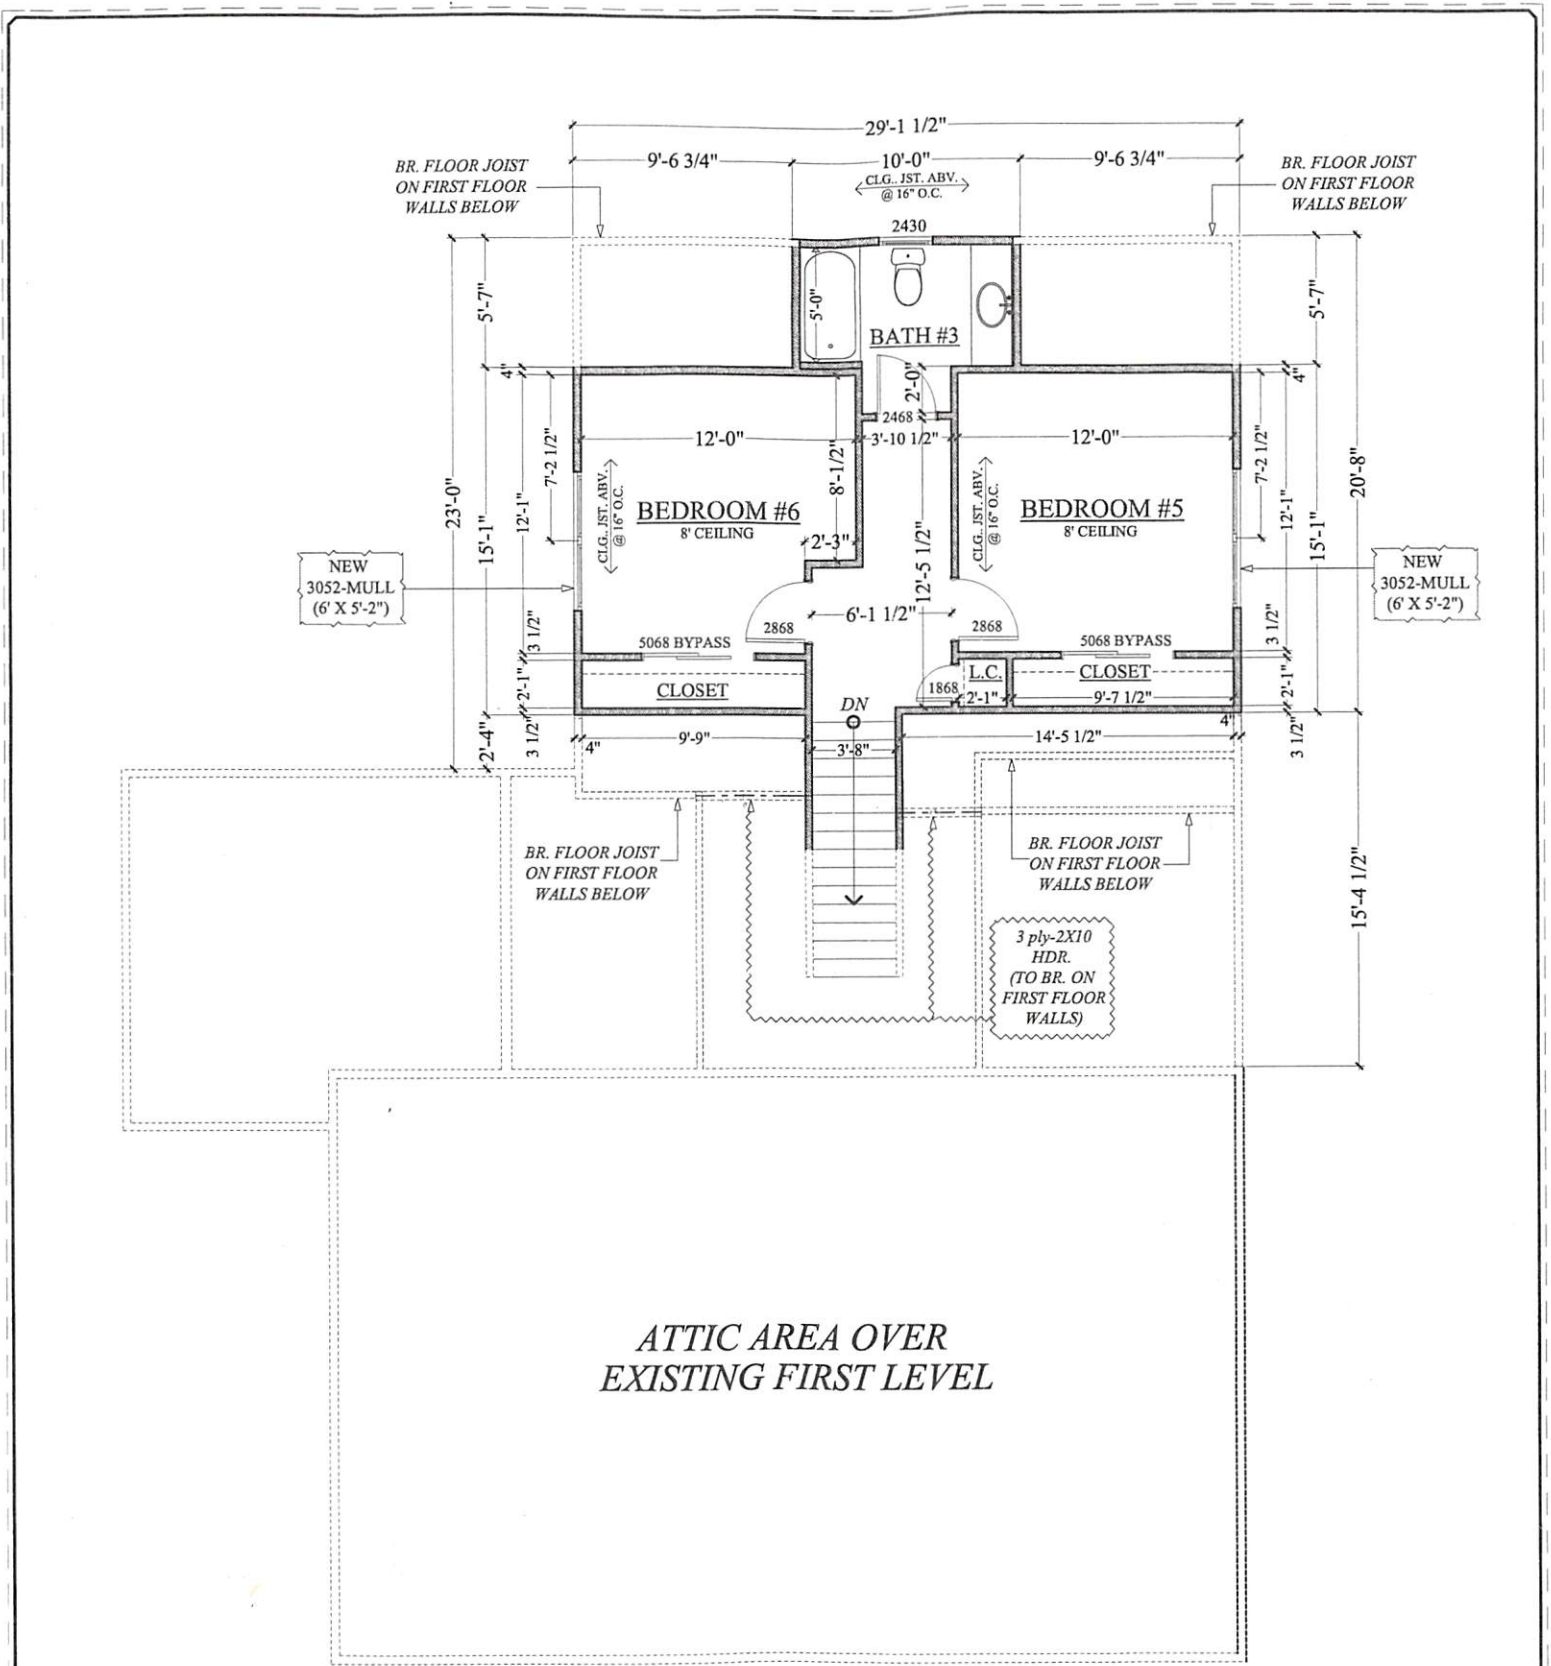 29'-1 1/2"
9'-6 3/4"
10'-0"
9'-6 3/4"
BR. FLOOR JOIST
ON FIRST FLOOR
WALLS BELOW
CLG.. JST. ABV.
@ 16" O.C.
BR. FLOOR JOIST
ON FIRST FLOOR
WALLS BELOW
2430
5'-7"
5'-0"
BATH #3
5'-7"
4"
2'-0"
4"
2468
12'-0"
3'-10 1/2"
12'-0"
7'-2 1/2"
8'-1/2"
7'-2 1/2"
23'-0"
15'-1"
12'-1"
CLG.. JST. ABV.
@ 16" O.C.
BEDROOM #6
8' CEILING
CLG.. JST. ABV.
@ 16" O.C.
BEDROOM #5
8' CEILING
12'-1"
15'-1"
20'-8"
2'-3"
12'-5 1/2"
NEW
3052-MULL
(6' X 5'-2")
NEW
3052-MULL
(6' X 5'-2")
6'-1 1/2"
3 1/2"
5068 BYPASS
2868
2868
5068 BYPASS
3 1/2"
2'-1"
CLOSET
1868
L.C.
2'-1"
CLOSET
9'-7 1/2"
2'-1"
DN
2'-4"
3 1/2"
4"
9'-9"
3'-8"
14'-5 1/2"
4"
3 1/2"
BR. FLOOR JOIST
ON FIRST FLOOR
WALLS BELOW
BR. FLOOR JOIST
ON FIRST FLOOR
WALLS BELOW
15'-4 1/2"
3 ply-2X10
HDR.
(TO BR. ON
FIRST FLOOR
WALLS)
ATTIC AREA OVER
EXISTING FIRST LEVEL